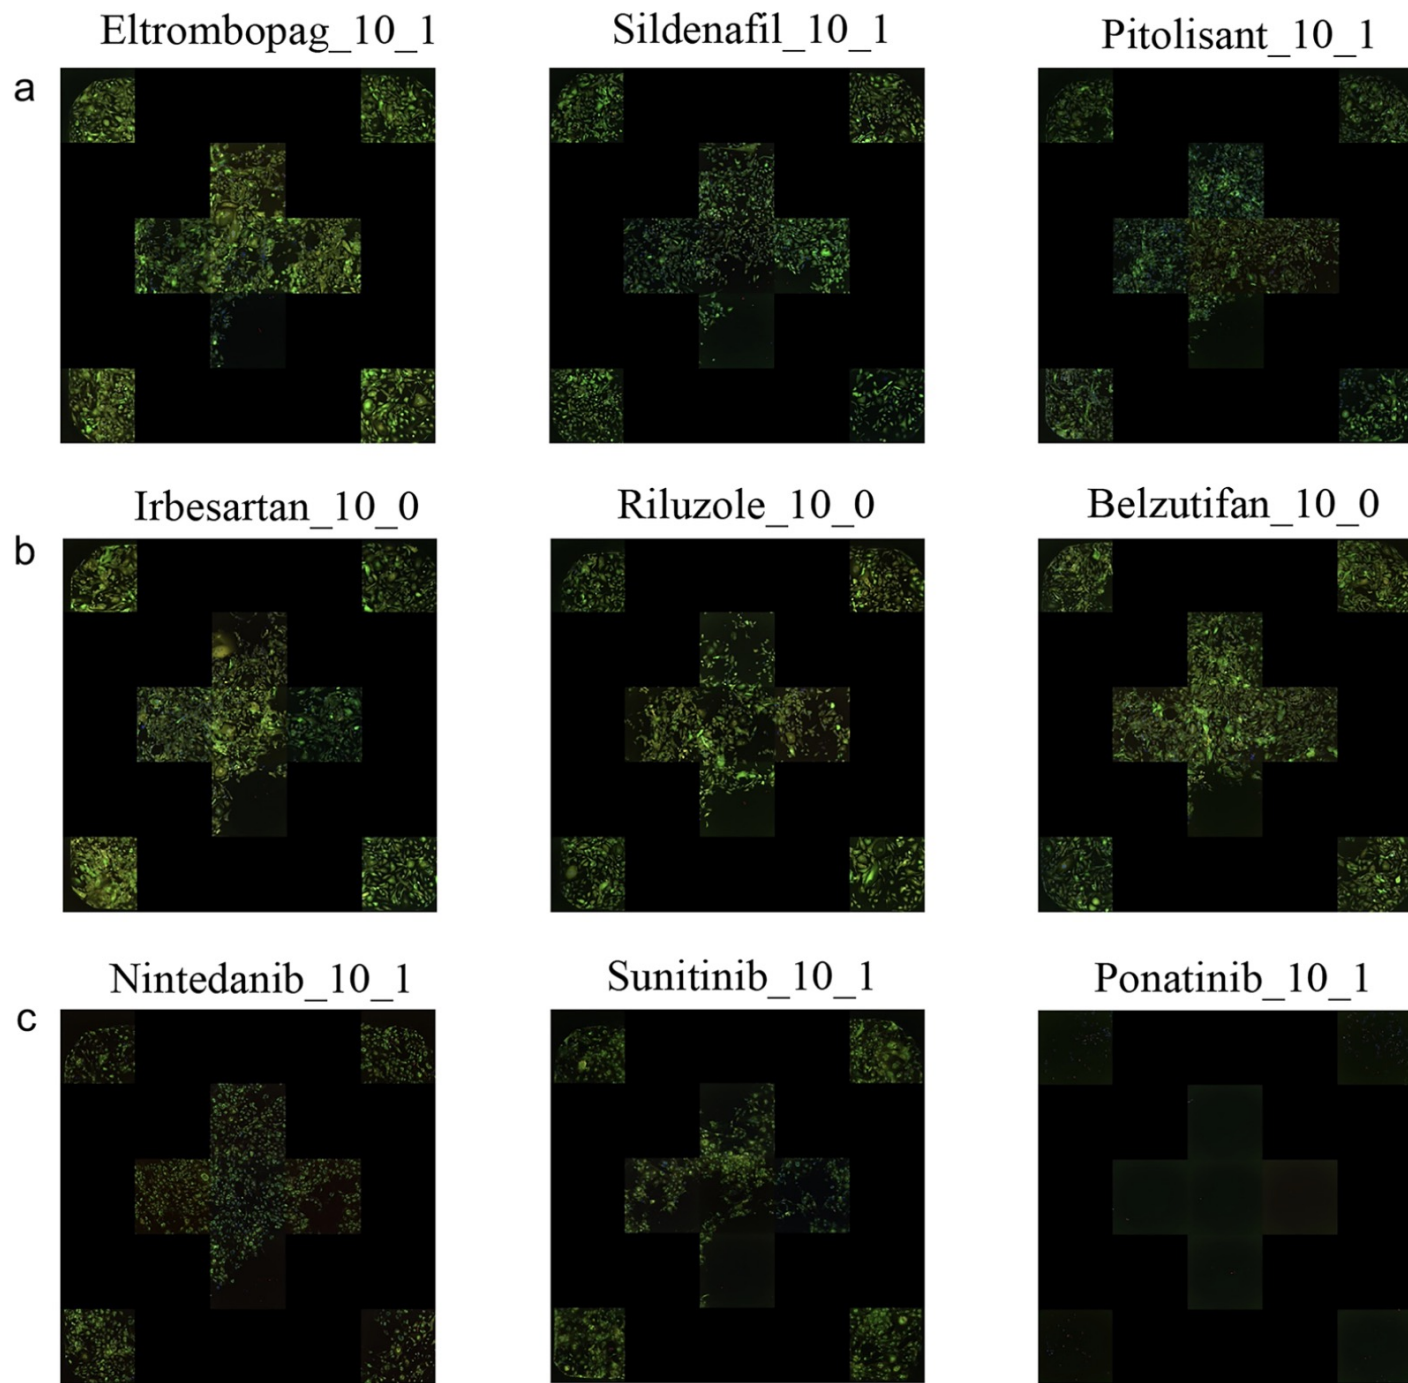 Eltrombopag_10_1 Sildenafil_10_1 Pitolisant_10_1
a
Irbesartan_10_0 Riluzole_10_0 Belzutifan_10_0
b
Nintedanib_10_1 Sunitinib_10_1 Ponatinib_10_1
c